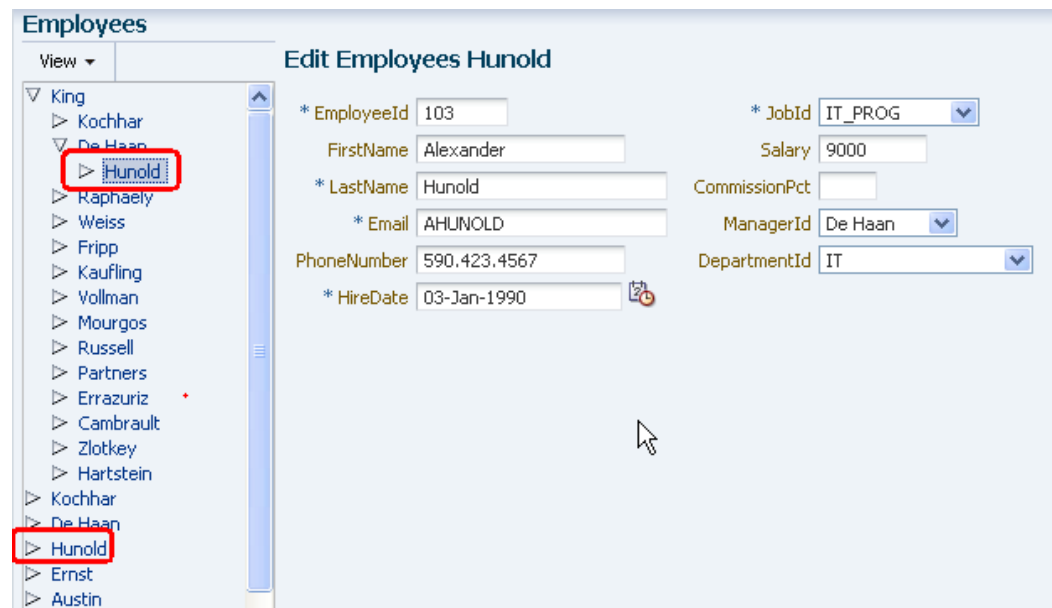 Employees
View
King
Kochhar
De Haan
Hunold
Raphaely
Weiss
Fripp
Kaufling
Vollman
Mourgos
Russell
Partners
Errazuriz
Cambrault
Zlotkey
Hartstein
Kochhar
De Haan
Hunold
Ernst
Austin
Edit Employees Hunold
* EmployeeId 103
FirstName Alexander
* LastName Hunold
* Email AHUNOLD
PhoneNumber 590.423.4567
* HireDate 03-Jan-1990
* JobId IT_PROG
Salary 9000
CommissionPct
ManagerId De Haan
DepartmentId IT